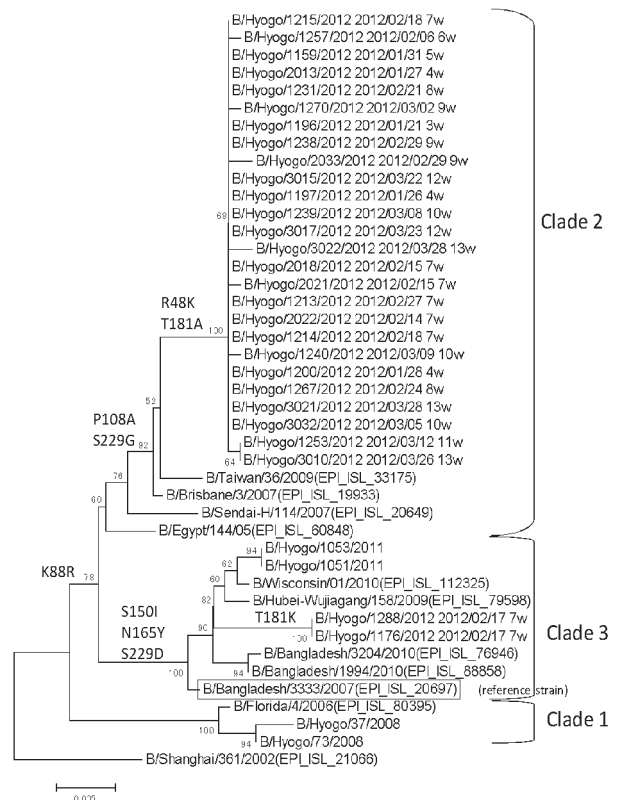 B/Hyogo/1215/2012 2012/02/18 7w
B/Hyogo/1257/2012 2012/02/06 6w
B/Hyogo/1159/2012 2012/01/31 5w
B/Hyogo/2013/2012 2012/01/27 4w
B/Hyogo/1231/2012 2012/02/21 8w
B/Hyogo/1270/2012 2012/03/02 9w
B/Hyogo/1196/2012 2012/01/21 3w
B/Hyogo/1238/2012 2012/02/29 9w
B/Hyogo/2033/2012 2012/02/29 9w
B/Hyogo/3015/2012 2012/03/22 12w
B/Hyogo/1197/2012 2012/01/26 4w
68
B/Hyogo/1239/2012 2012/03/08 10w
Clade 2
B/Hyogo/3017/2012 2012/03/23 12w
B/Hyogo/3022/2012 2012/03/28 13w
B/Hyogo/2018/2012 2012/02/15 7w
B/Hyogo/2021/2012 2012/02/15 7w
R48K
B/Hyogo/1213/2012 2012/02/27 7w
T181A
B/Hyogo/2022/2012 2012/02/14 7w
100
B/Hyogo/1214/2012 2012/02/18 7w
B/Hyogo/1240/2012 2012/03/09 10w
B/Hyogo/1200/2012 2012/01/28 4w
B/Hyogo/1267/2012 2012/02/24 8w
52
B/Hyogo/3021/2012 2012/03/28 13w
P108A
B/Hyogo/3032/2012 2012/03/05 10w
S229G
92
B/Hyogo/1253/2012 2012/03/12 11w
64
B/Hyogo/3010/2012 2012/03/26 13w
76
B/Taiwan/36/2009(EPI_ISL_33175)
B/Brisbane/3/2007(EPI_ISL_19933)
60
B/Sendai-H/114/2007(EPI_ISL_20649)
B/Egypt/144/05(EPI_ISL_60848)
94
B/Hyogo/1053/2011
B/Hyogo/1051/2011
K88R
78
62
60
B/Wisconsin/01/2010(EPI_ISL_112325)
82
B/Hubei-Wujiagang/158/2009(EPI_ISL_79598)
S150I
T181K
B/Hyogo/1288/2012 2012/02/17 7w
N165Y
90
100
B/Hyogo/1176/2012 2012/02/17 7w
Clade 3
S229D
B/Bangladesh/3204/2010(EPI_ISL_76946)
100
94
B/Bangladesh/1994/2010(EPI_ISL_88858)
B/Bangladesh/3333/2007(EPI_ISL_20697)
(reference strain)
B/Florida/4/2006(EPI_ISL_80395)
100
B/Hyogo/37/2008
Clade 1
94
B/Hyogo/73/2008
B/Shanghai/361/2002(EPI_ISL_21066)
0.005